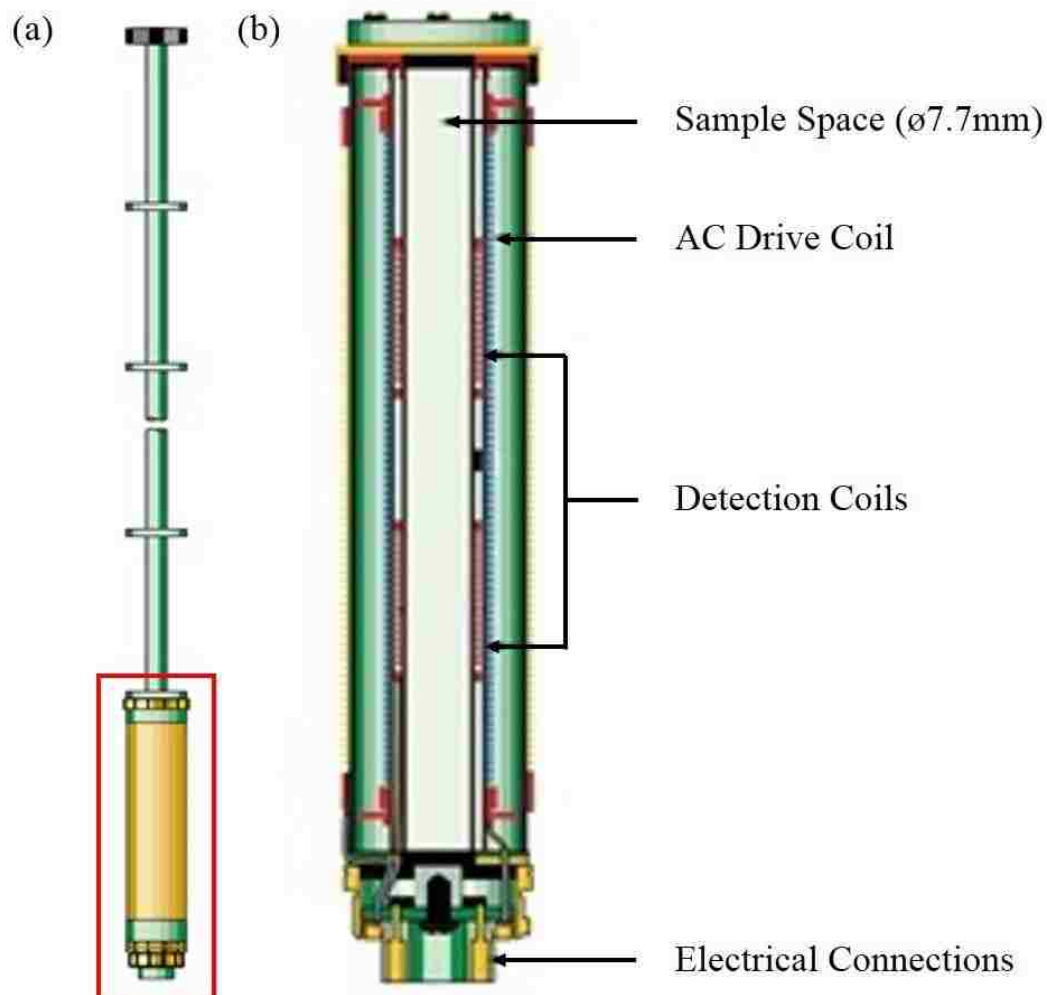 (a)
(b)
Sample Space (ø7.7mm)
AC Drive Coil
Detection Coils
Electrical Connections